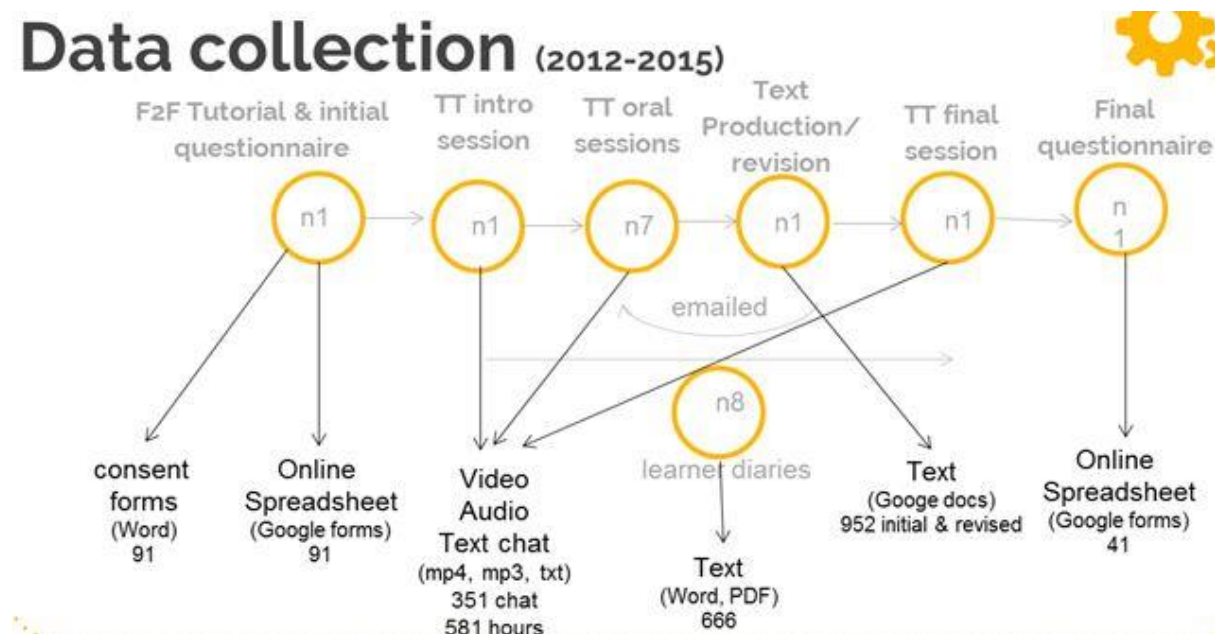 Data collection (2012-2015)
F2F Tutorial & initial
questionnaire
TT intro
session
TT oral
sessions
Text
Production/
revision
TT final
session
Final
questionnaire
n1
n1
n7
n1
n1
n
1
emailed
n8
learner diaries
consent
forms
(Word)
91
Online
Spreadsheet
(Google forms)
91
Video
Audio
Text chat
(mp4, mp3, txt)
351 chat
581 hours
Text
(Word, PDF)
666
Text
(Googe docs)
952 initial & revised
Online
Spreadsheet
(Google forms)
41